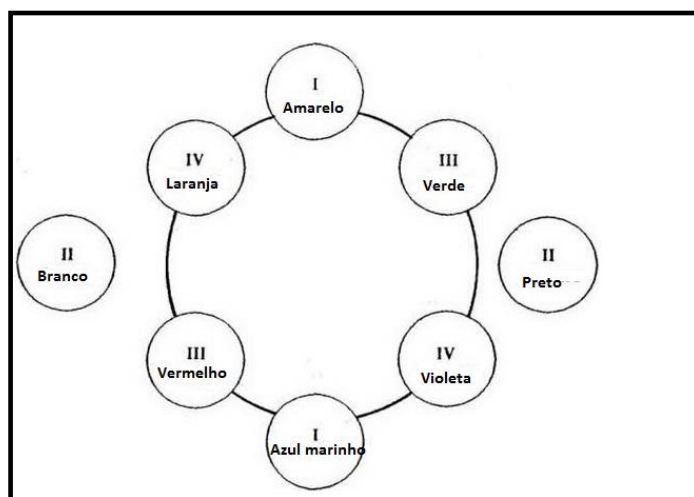 I
Amarelo
IV
Laranja
III
Verde
II
Branco
II
Preto
III
Vermelho
IV
Violeta
I
Azul marinho